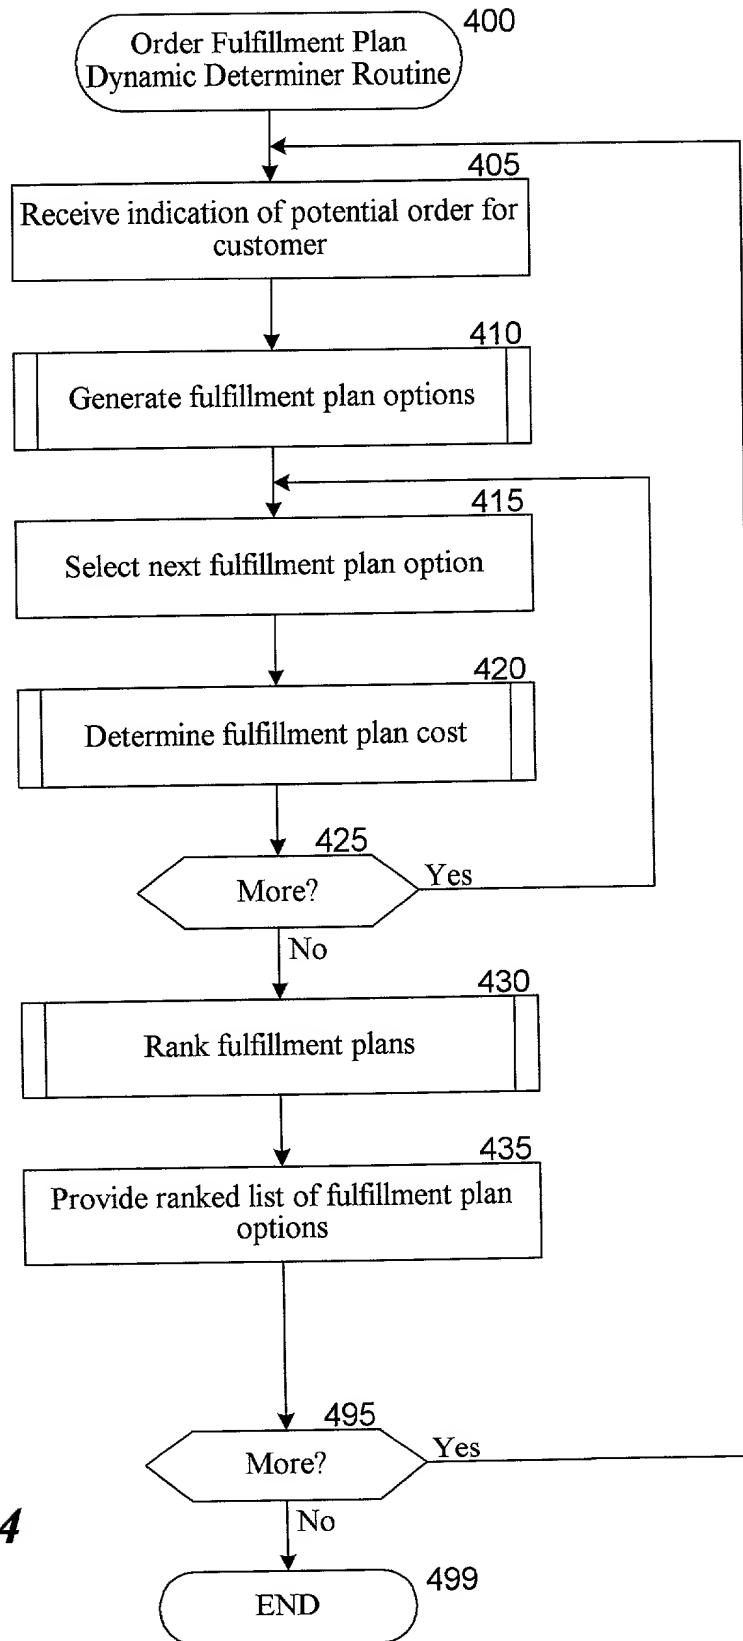 400
Order Fulfillment Plan
Dynamic Determiner Routine
405
Receive indication of potential order for
customer
410
Generate fulfillment plan options
415
Select next fulfillment plan option
420
Determine fulfillment plan cost
425
More?
Yes
No
430
Rank fulfillment plans
435
Provide ranked list of fulfillment plan
options
495
More?
Yes
No
4
499
END